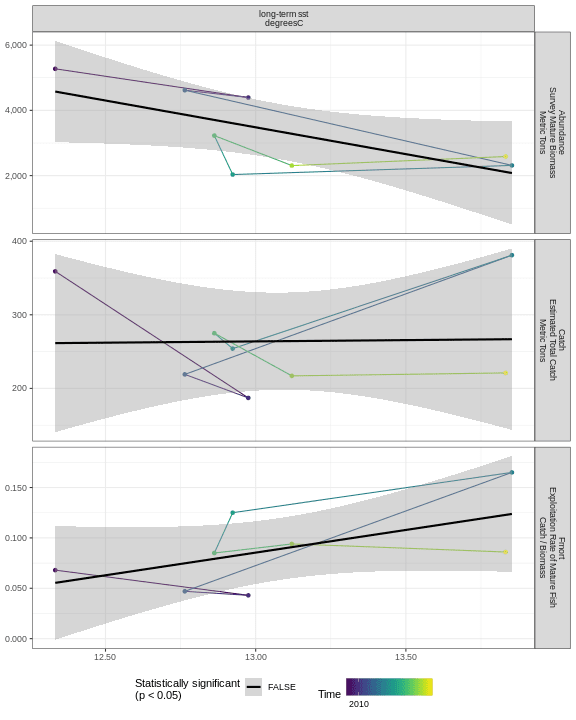 long-term sst
degreesC
6,000
4,000
2,000
Abundance
Survey Mature Biomass
Metric Tons
400
300
200
Catch
Estimated Total Catch
Metric Tons
0.150
0.100
0.050
0.000
Fmort
Exploitation Rate of Mature Fish
Catch / Biomass
12.50
13.00
13.50
Statistically significant
(p < 0.05)
FALSE
Time
2010